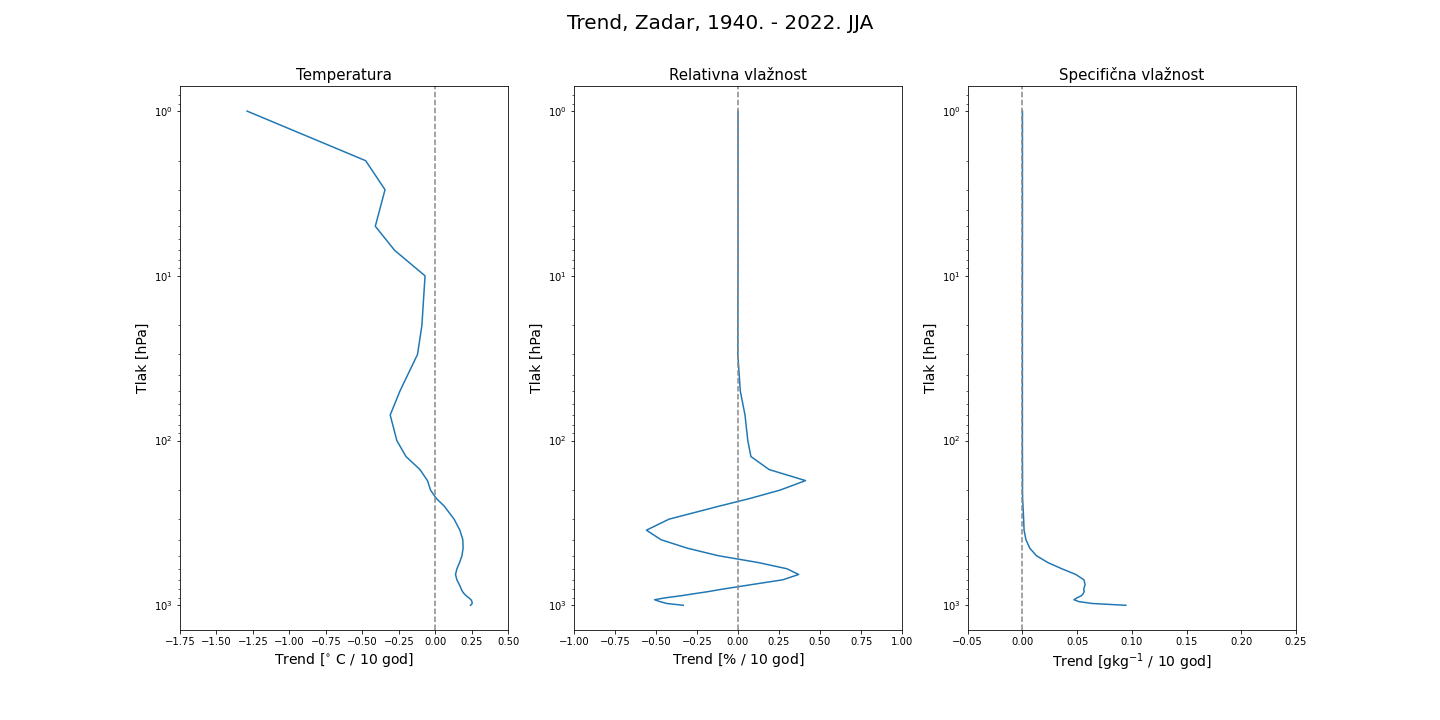 Trend, Zadar, 1940. - 2022. JJA
Temperatura
10⁰
10¹
10²
10³
Tlak [hPa]
−1.75 −1.50 −1.25 −1.00 −0.75 −0.50 −0.25 0.00 0.25 0.50
Trend [° C / 10 god]
Relativna vlažnost
10⁰
10¹
10²
10³
Tlak [hPa]
−1.00 −0.75 −0.50 −0.25 0.00 0.25 0.50 0.75 1.00
Trend [% / 10 god]
Specifična vlažnost
10⁰
10¹
10²
10³
Tlak [hPa]
−0.05 0.00 0.05 0.10 0.15 0.20 0.25
Trend [gkg⁻¹ / 10 god]